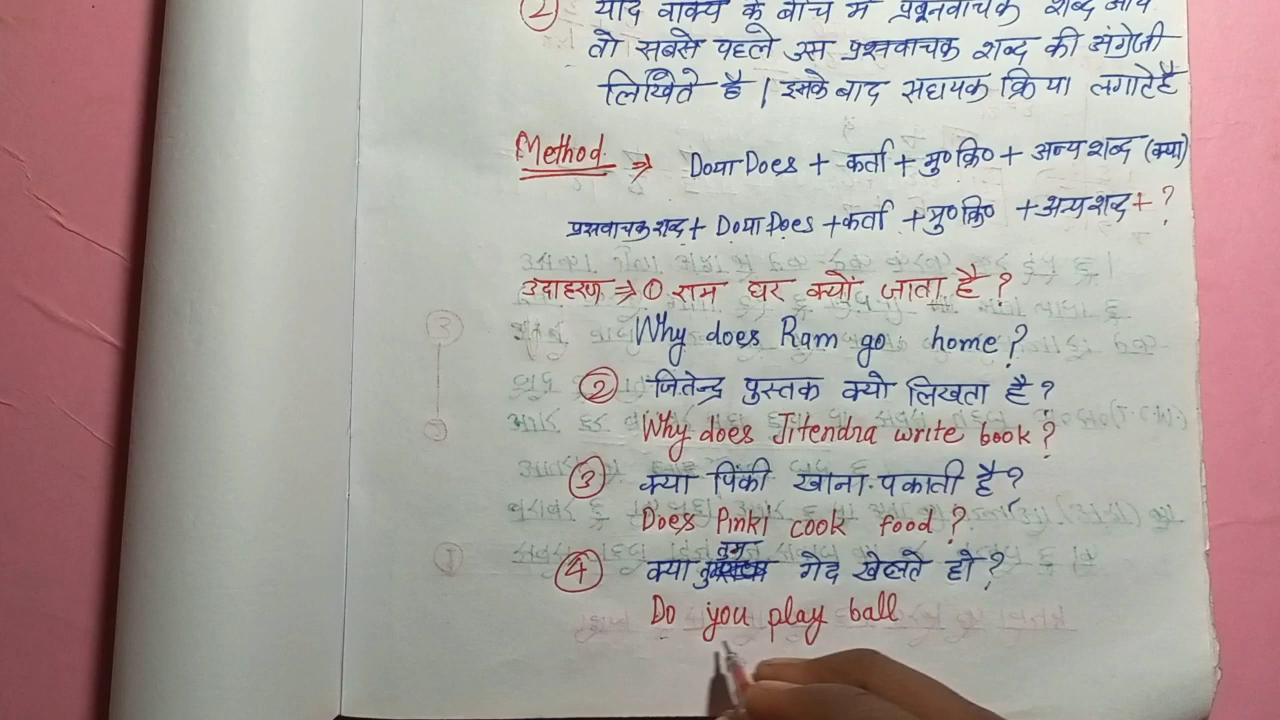 ② यदि वाक्य के बीच में प्रश्नवाचक शब्द आये
तो सबसे पहले उस प्रश्नवाचक शब्द की अंग्रेजी
लिखिते है। इसके बाद सहायक क्रिया लगाते है
Method ⇒ Do या Does + कर्ता + मु० क्रि० + अन्य शब्द (क्या)
प्रश्नवाचक शब्द + Do या Does + कर्ता + मु० क्रि० + अन्य शब्द + ?
उदाहरण ⇒ ① राम घर क्यों जाता है ?
Why does Ram go home ?
② जितेन्द्र पुस्तक क्यो लिखता है ?
Why does Jitendra write book ?
③ क्या पिंकी खाना पकाती है ?
Does Pinki cook food ?
④ क्या तुम गेद खेलते हो ?
Do you play ball